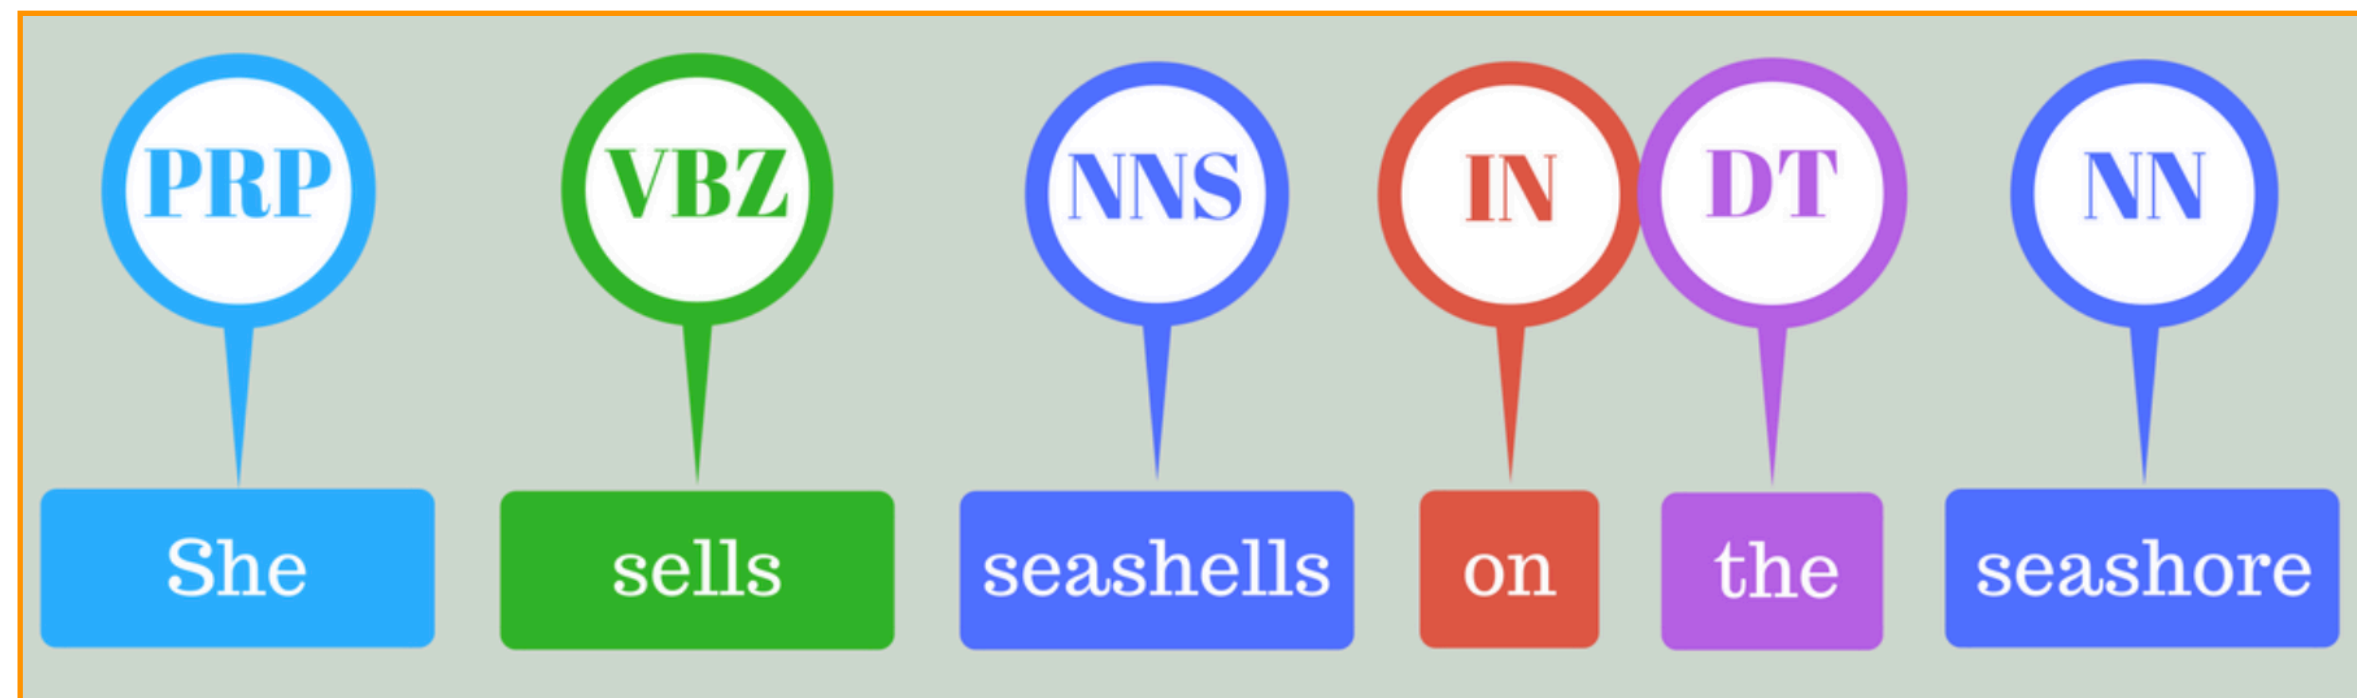 PRP VBZ NNS IN DT NN
She sells seashells on the seashore